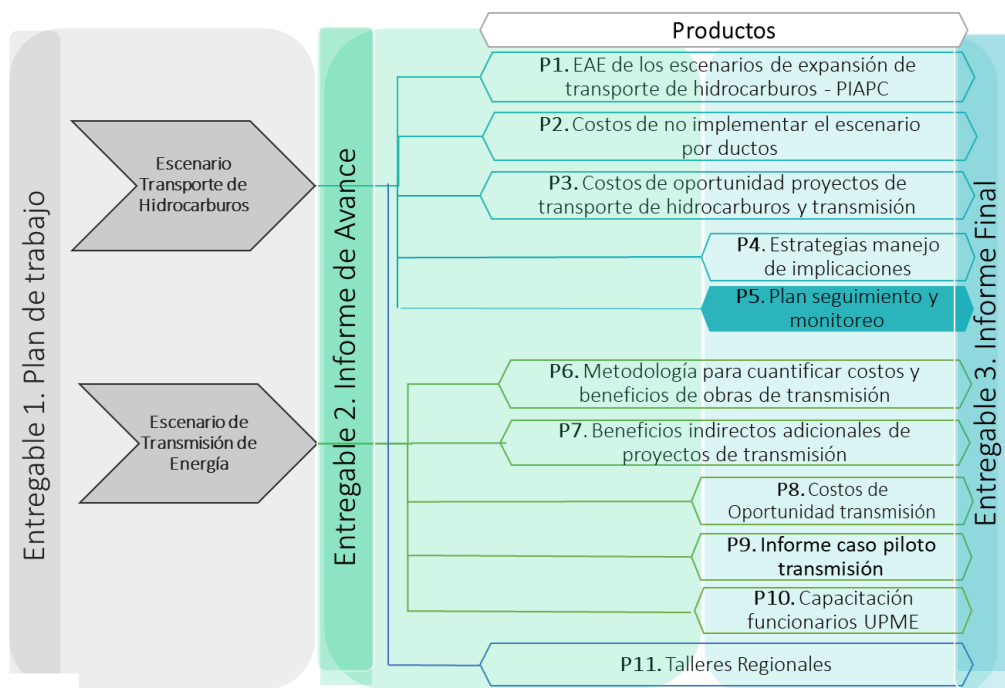 Productos
Entregable 1. Plan de trabajo
Escenario
Transporte de
Hidrocarburos
Escenario de
Transmisión de
Energía
Entregable 2. Informe de Avance
P1. EAE de los escenarios de expansión de
transporte de hidrocarburos - PIAPC
P2. Costos de no implementar el escenario
por ductos
P3. Costos de oportunidad proyectos de
transporte de hidrocarburos y transmisión
P4. Estrategias manejo
de implicaciones
P5. Plan seguimiento y
monitoreo
P6. Metodología para cuantificar costos y
beneficios de obras de transmisión
P7. Beneficios indirectos adicionales de
proyectos de transmisión
P8. Costos de
Oportunidad transmisión
P9. Informe caso piloto
transmisión
P10. Capacitación
funcionarios UPME
P11. Talleres Regionales
Entregable 3. Informe Final